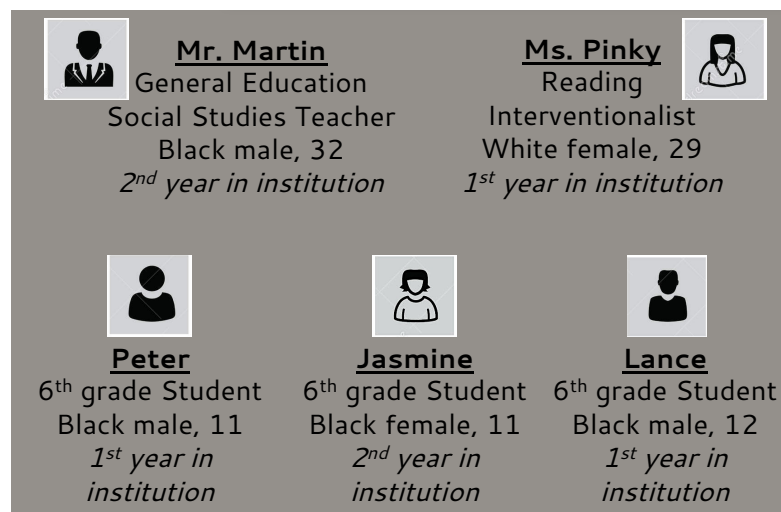 Mr. Martin
General Education
Social Studies Teacher
Black male, 32
2nd year in institution
Ms. Pinky
Reading
Interventionalist
White female, 29
1st year in institution
Peter
6th grade Student
Black male, 11
1st year in
institution
Jasmine
6th grade Student
Black female, 11
2nd year in
institution
Lance
6th grade Student
Black male, 12
1st year in
institution